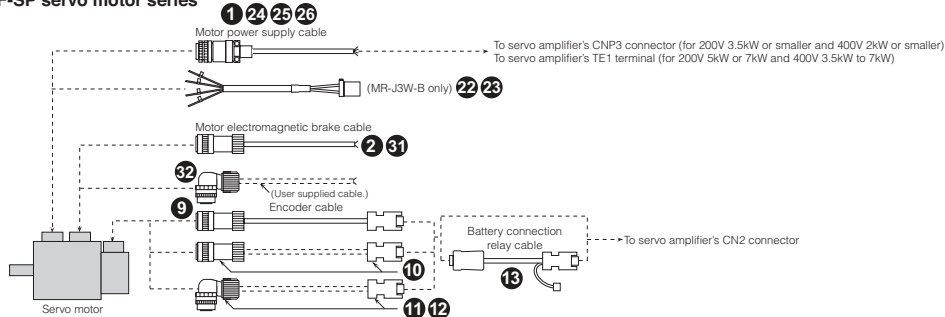 F-SP servo motor series
1 24 25 26
Motor power supply cable
To servo amplifier's CNP3 connector (for 200V 3.5kW or smaller and 400V 2kW or smaller)
To servo amplifier's TE1 terminal (for 200V 5kW or 7kW and 400V 3.5kW to 7kW)
(MR-J3W-B only) 22 23
Motor electromagnetic brake cable
2 31
32
(User supplied cable.)
Encoder cable
9
Battery connection
relay cable
To servo amplifier's CN2 connector
10
13
11 12
Servo motor